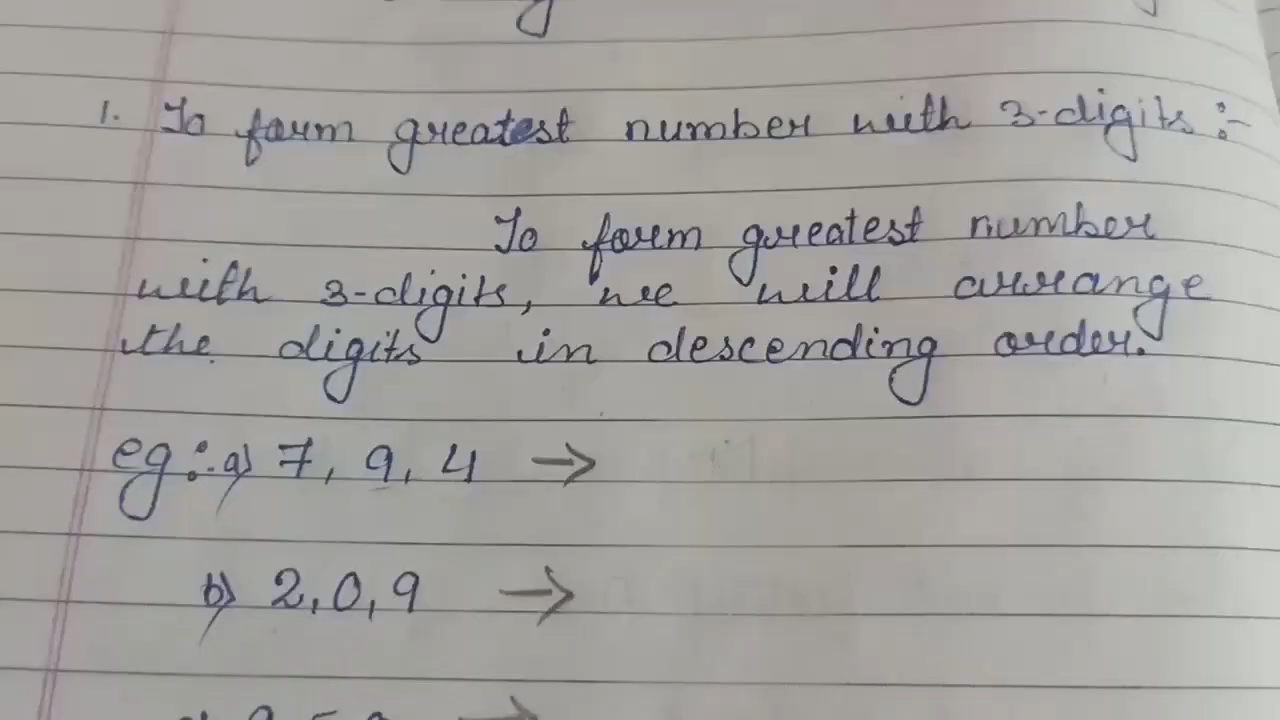 1. To form greatest number with 3-digits :-
To form greatest number
with 3-digits, we will arrange
the digits in descending order.
eg:- a) 7, 9, 4 →
b) 2, 0, 9 →